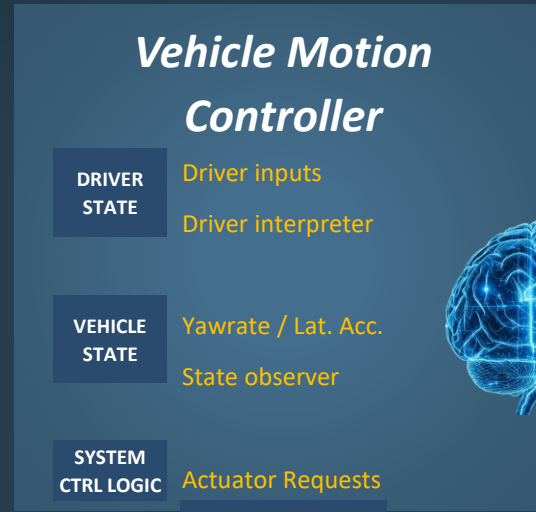 Vehicle Motion
Controller
DRIVER
STATE
Driver inputs
Driver interpreter
VEHICLE
STATE
Yawrate / Lat. Acc.
State observer
SYSTEM
CTRL LOGIC
Actuator Requests